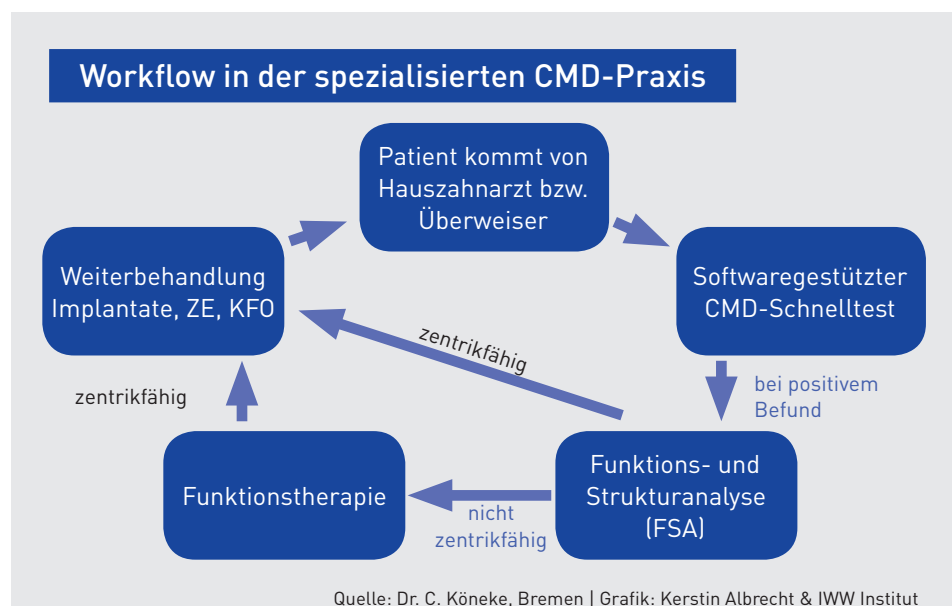 Workflow in der spezialisierten CMD-Praxis
Patient kommt von
Hauszahnarzt bzw.
Überweiser
Weiterbehandlung
Implantate, ZE, KFO
Softwaregestützter
CMD-Schnelltest
zentrikfähig
zentrikfähig
bei positivem
Befund
Funktionstherapie
nicht
zentrikfähig
Funktions- und
Strukturanalyse
(FSA)
Quelle: Dr. C. Köneke, Bremen | Grafik: Kerstin Albrecht & IWW Institut